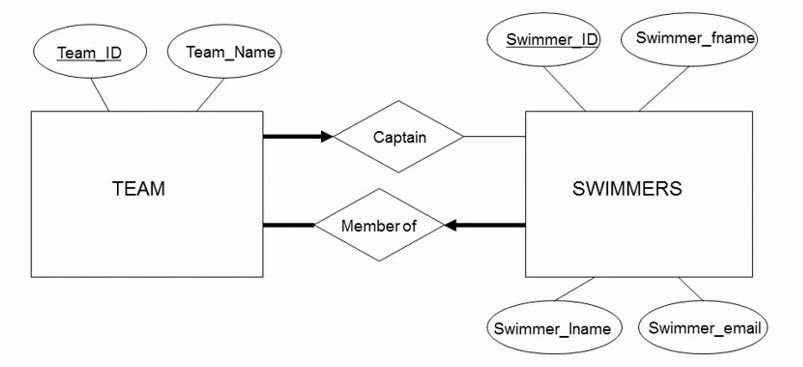 Team_ID
Team_Name
Swimmer_ID
Swimmer_fname
Captain
TEAM
SWIMMERS
Member of
Swimmer_lname
Swimmer_email